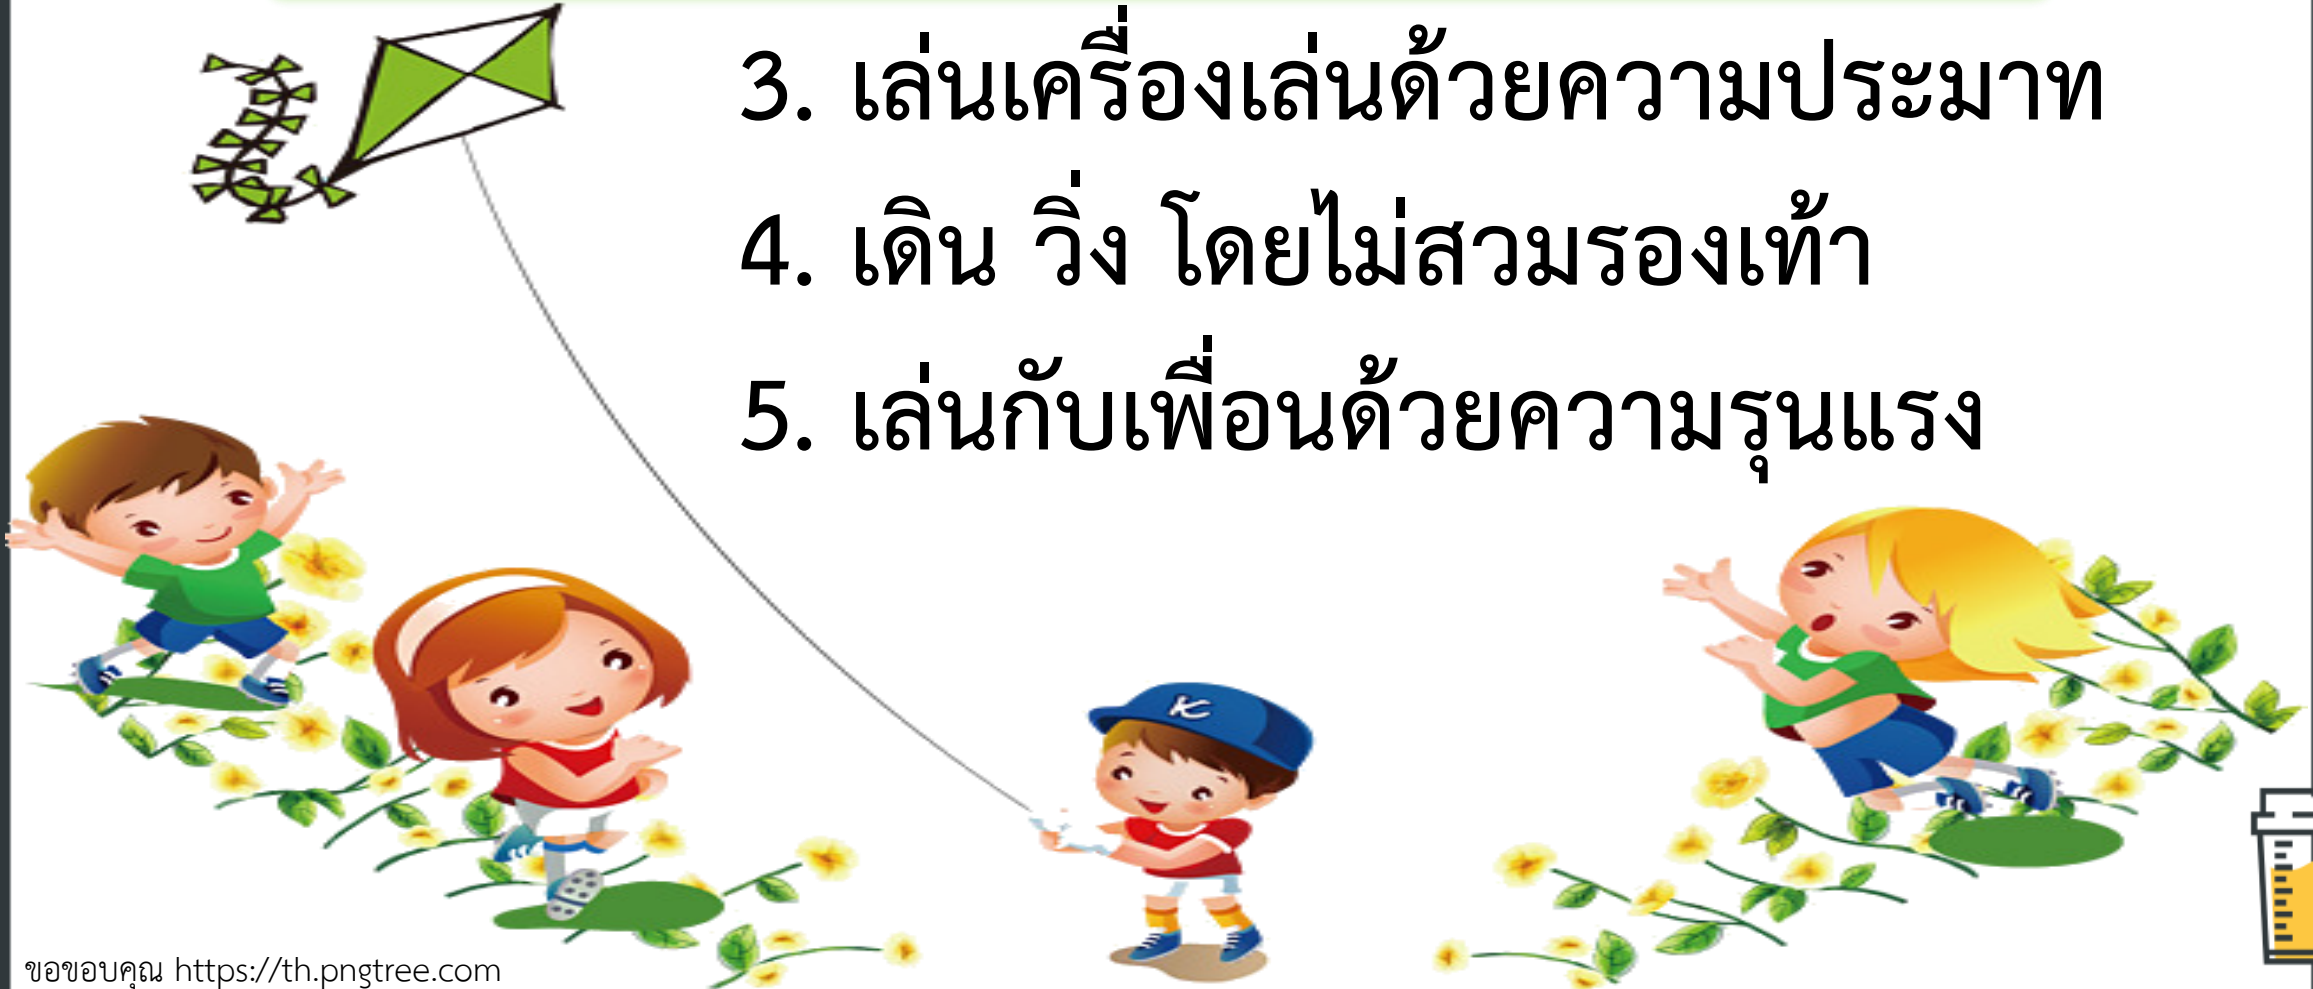 3. เล่นเครื่องเล่นด้วยความประมาท
4. เดิน วิ่ง โดยไม่สวมรองเท้า
5. เล่นกับเพื่อนด้วยความรุนแรง
KC
ขอขอบคุณ https://th.pngtree.com